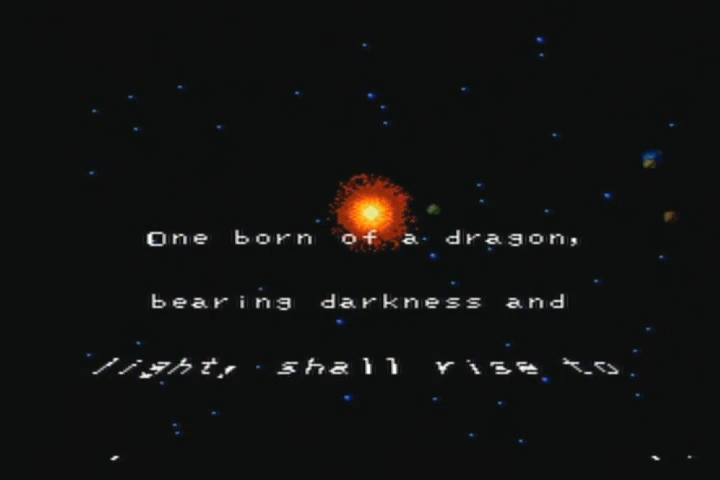 One born of a dragon,
bearing darkness and
light, shall rise to